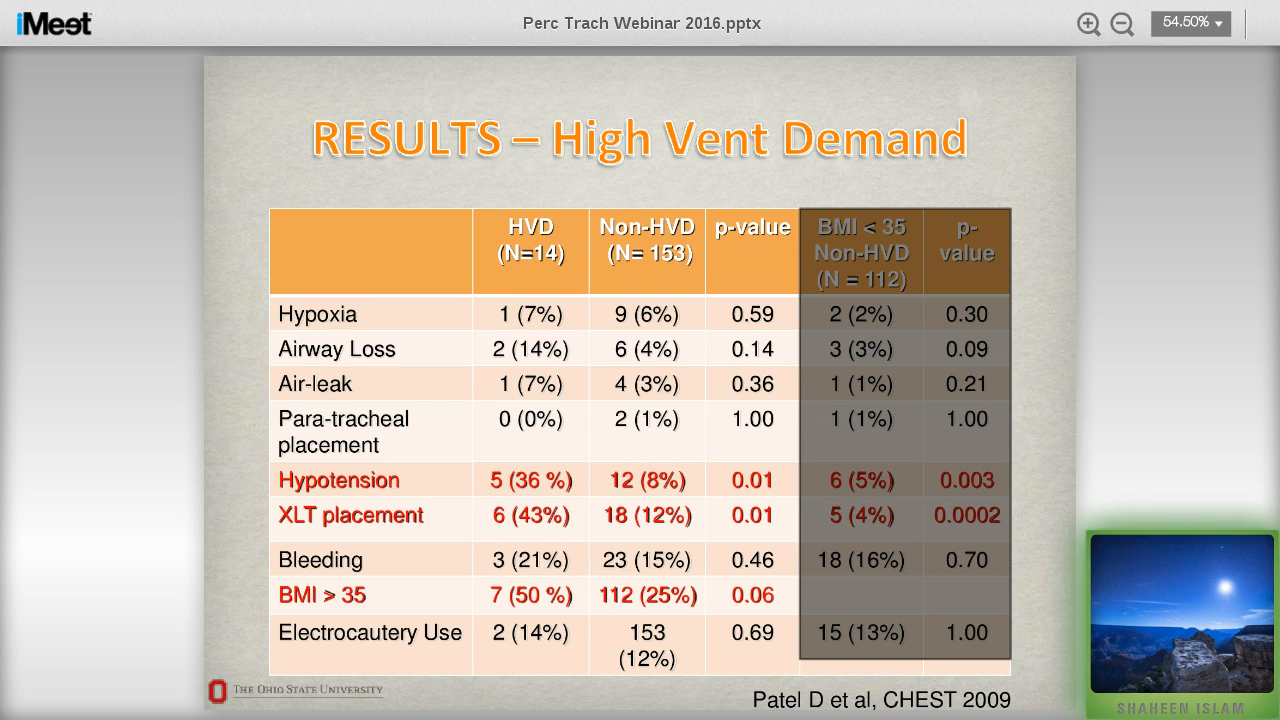 iMeet
Perc Trach Webinar 2016.pptx
54.50%
RESULTS – High Vent Demand
HVD (N=14) Non-HVD (N= 153) p-value BMI < 35 Non-HVD (N = 112) p-value
Hypoxia 1 (7%) 9 (6%) 0.59 2 (2%) 0.30
Airway Loss 2 (14%) 6 (4%) 0.14 3 (3%) 0.09
Air-leak 1 (7%) 4 (3%) 0.36 1 (1%) 0.21
Para-tracheal placement 0 (0%) 2 (1%) 1.00 1 (1%) 1.00
Hypotension 5 (36 %) 12 (8%) 0.01 6 (5%) 0.003
XLT placement 6 (43%) 18 (12%) 0.01 5 (4%) 0.0002
Bleeding 3 (21%) 23 (15%) 0.46 18 (16%) 0.70
BMI > 35 7 (50 %) 112 (25%) 0.06
Electrocautery Use 2 (14%) 153 (12%) 0.69 15 (13%) 1.00
THE OHIO STATE UNIVERSITY
Patel D et al, CHEST 2009
SHAHEEN ISLAM